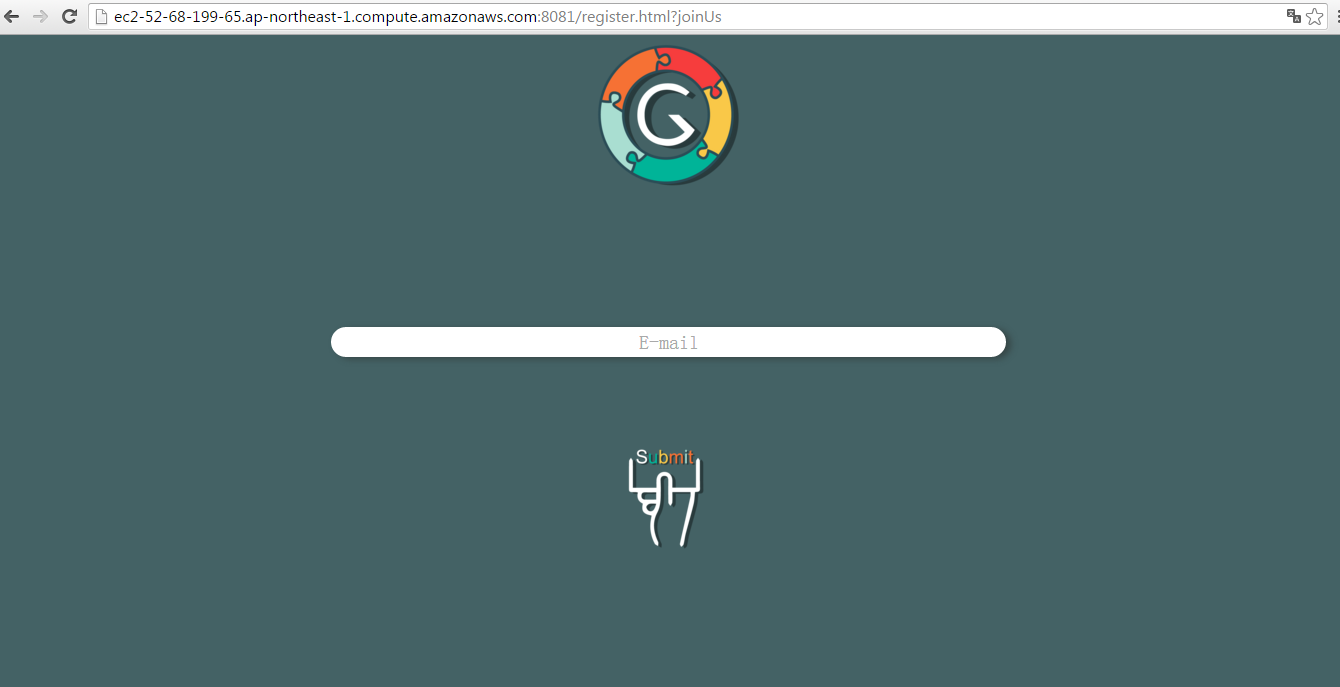 ec2-52-68-199-65.ap-northeast-1.compute.amazonaws.com:8081/register.html?joinUs
G
E-mail
Submit